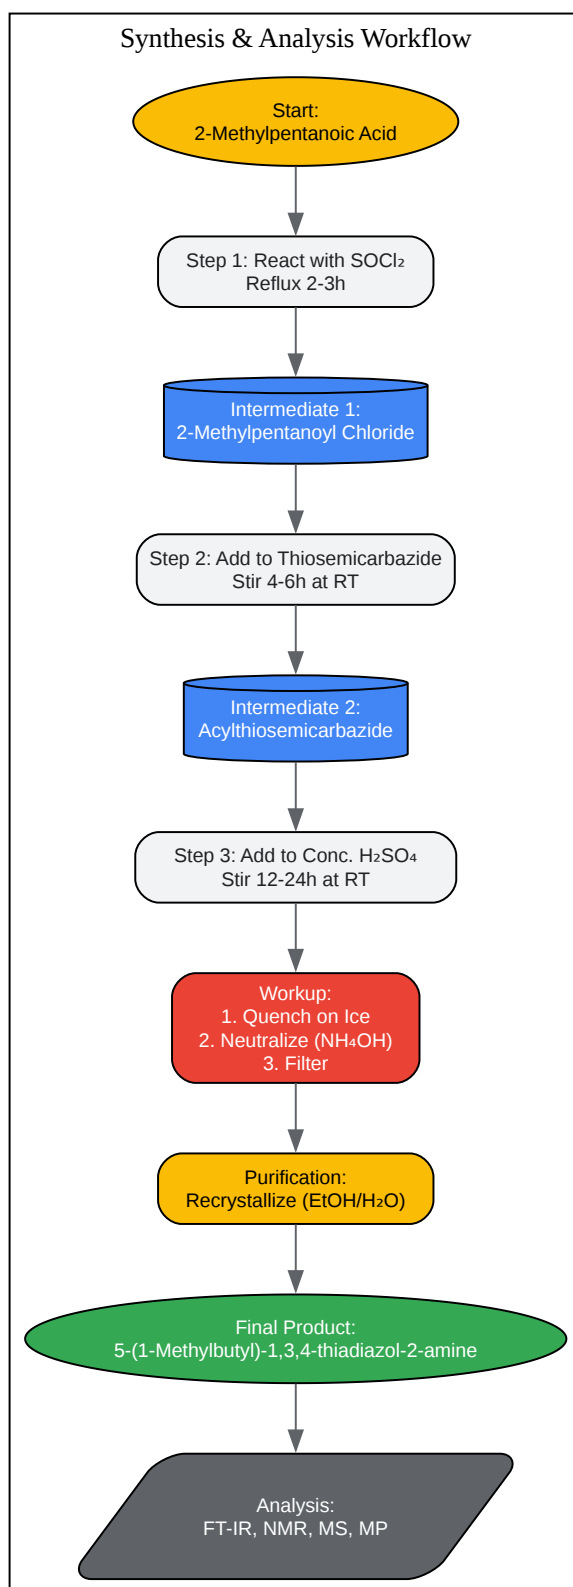 Synthesis & Analysis Workflow
Start:
2-Methylpentanoic Acid
Step 1: React with SOCl₂
Reflux 2-3h
Intermediate 1:
2-Methylpentanoyl Chloride
Step 2: Add to Thiosemicarbazide
Stir 4-6h at RT
Intermediate 2:
Acylthiosemicarbazide
Step 3: Add to Conc. H₂SO₄
Stir 12-24h at RT
Workup:
1. Quench on Ice
2. Neutralize (NH₄OH)
3. Filter
Purification:
Recrystallize (EtOH/H₂O)
Final Product:
5-(1-Methylbutyl)-1,3,4-thiadiazol-2-amine
Analysis:
FT-IR, NMR, MS, MP